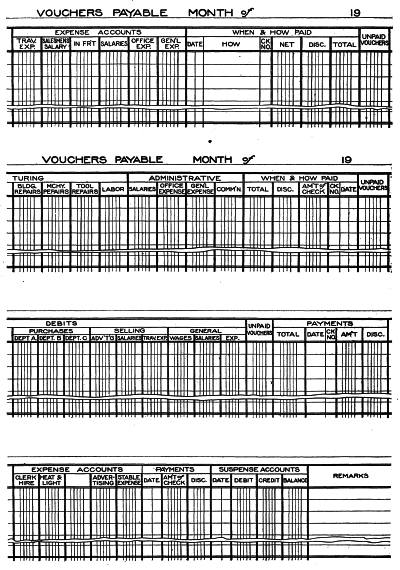 VOUCHERS PAYABLE MONTH of 19
EXPENSE ACCOUNTS WHEN & HOW PAID UNPAID VOUCHERS
TRAV. EXP. SALESMEN'S SALARY IN FR'T SALARIES OFFICE EXP. GEN'L EXP. DATE HOW CK NO. NET DISC. TOTAL
VOUCHERS PAYABLE MONTH of 19
TURING ADMINISTRATIVE WHEN & HOW PAID UNPAID VOUCHERS
BLDG. REPAIRS MCHY. REPAIRS TOOL REPAIRS LABOR SALARIES OFFICE EXPENSE GEN'L EXPENSE COMM'N TOTAL DISC. AM'T of CHECK CK NO. DATE
DEBITS UNPAID VOUCHERS PAYMENTS
PURCHASES SELLING GENERAL
DEPT. A DEPT. B DEPT. C ADV'T'G SALARIES TRAV.EXP. WAGES SALARIES EXP. TOTAL DATE CK NO. AM'T DISC.
EXPENSE ACCOUNTS PAYMENTS SUSPENSE ACCOUNTS REMARKS
CLERK HIRE HEAT & LIGHT ADVERTISING STABLE EXPENSE DATE AM'T of CHECK DISC. DATE DEBIT CREDIT BALANCE